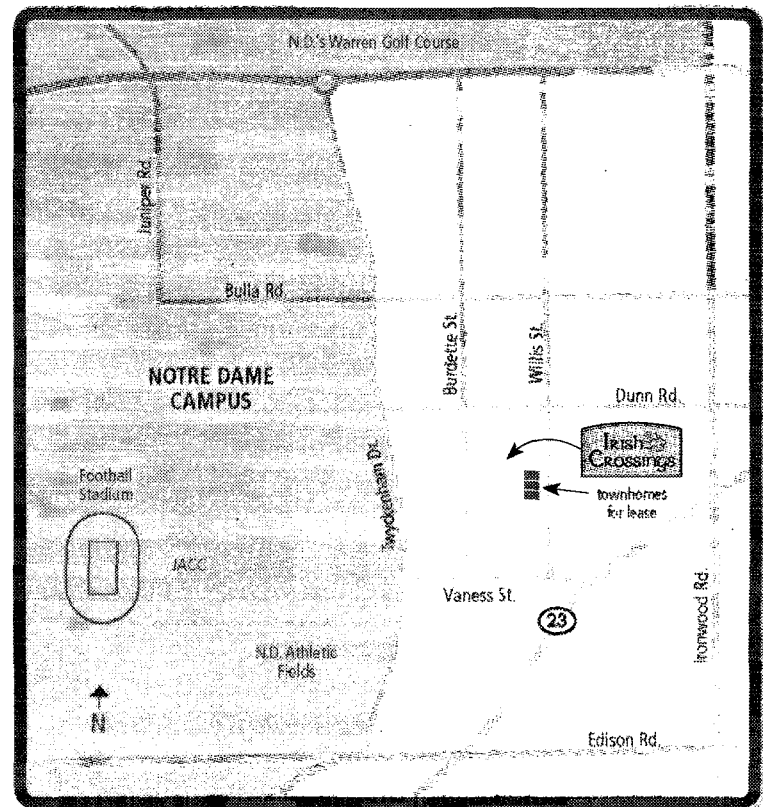 N.D.'s Warren Golf Course
Juniper Rd.
Bulla Rd.
Burdette St.
Willis St.
NOTRE DAME
CAMPUS
Dunn Rd.
IRISH
CROSSINGS
townhomes
for lease
Twyckenham Dr.
Football
Stadium
JACC
Vaness St.
23
Ironwood Rd.
N.D. Athletic
Fields
N
Edison Rd.